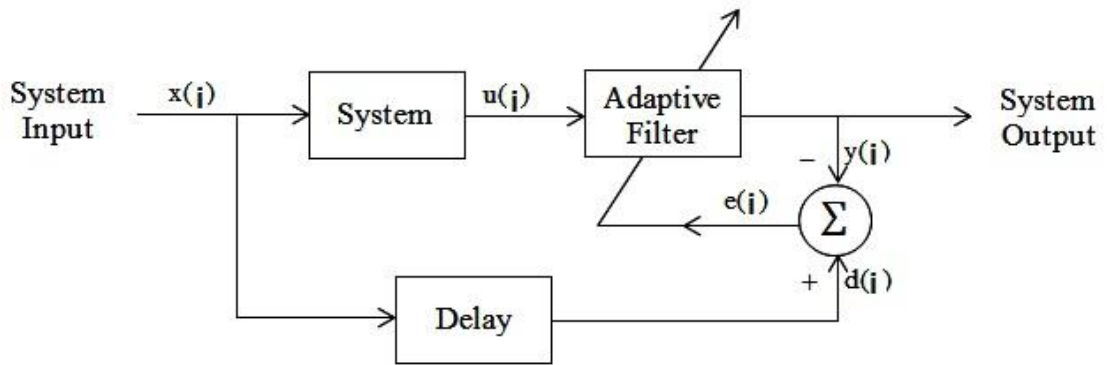 System
Input
x(j)
System
u(j)
Adaptive
Filter
System
Output
−
y(j)
e(j)
Σ
+
d(j)
Delay